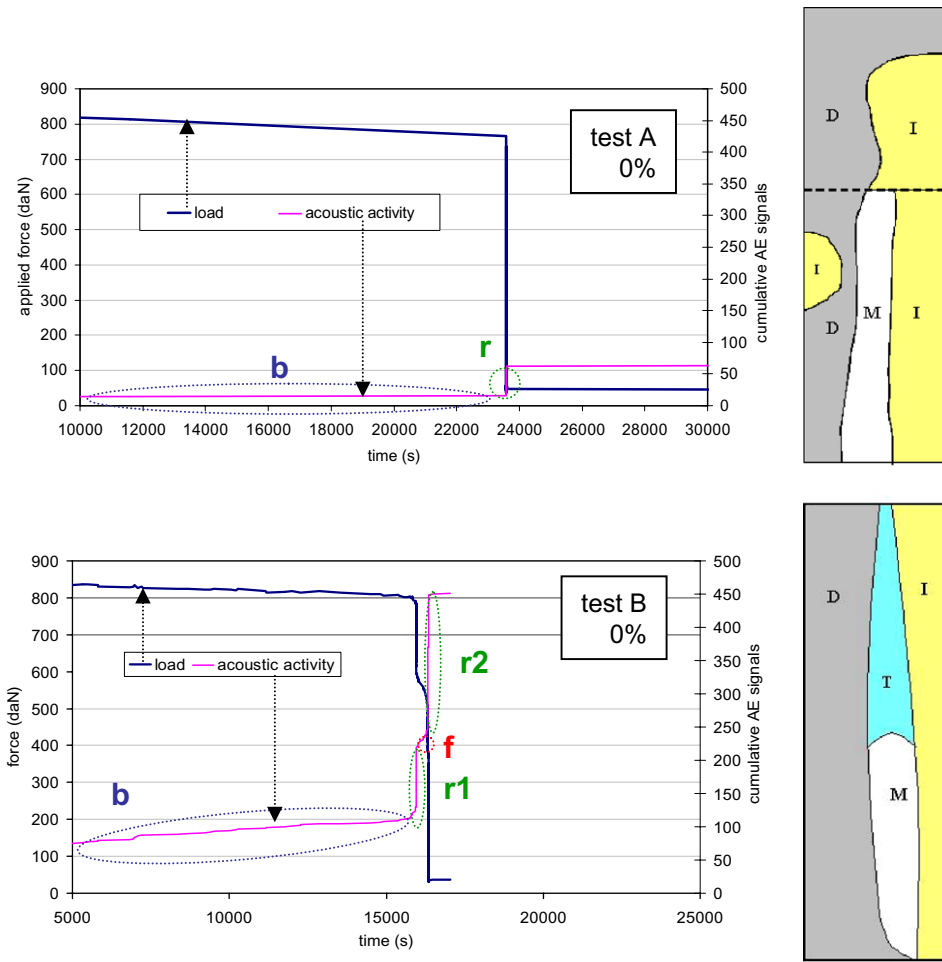 900
800
700
600
500
400
300
200
100
0
applied force (daN)
10000 12000 14000 16000 18000 20000 22000 24000 26000 28000 30000
time (s)
500
450
400
350
300
250
200
150
100
50
0
cumulative AE signals
test A
0%
load acoustic activity
b
r
D
I
I
M
I
D
900
800
700
600
500
400
300
200
100
0
force (daN)
5000 10000 15000 20000 25000
time (s)
500
450
400
350
300
250
200
150
100
50
0
cumulative AE signals
test B
0%
load acoustic activity
r2
f
r1
b
D
I
T
M